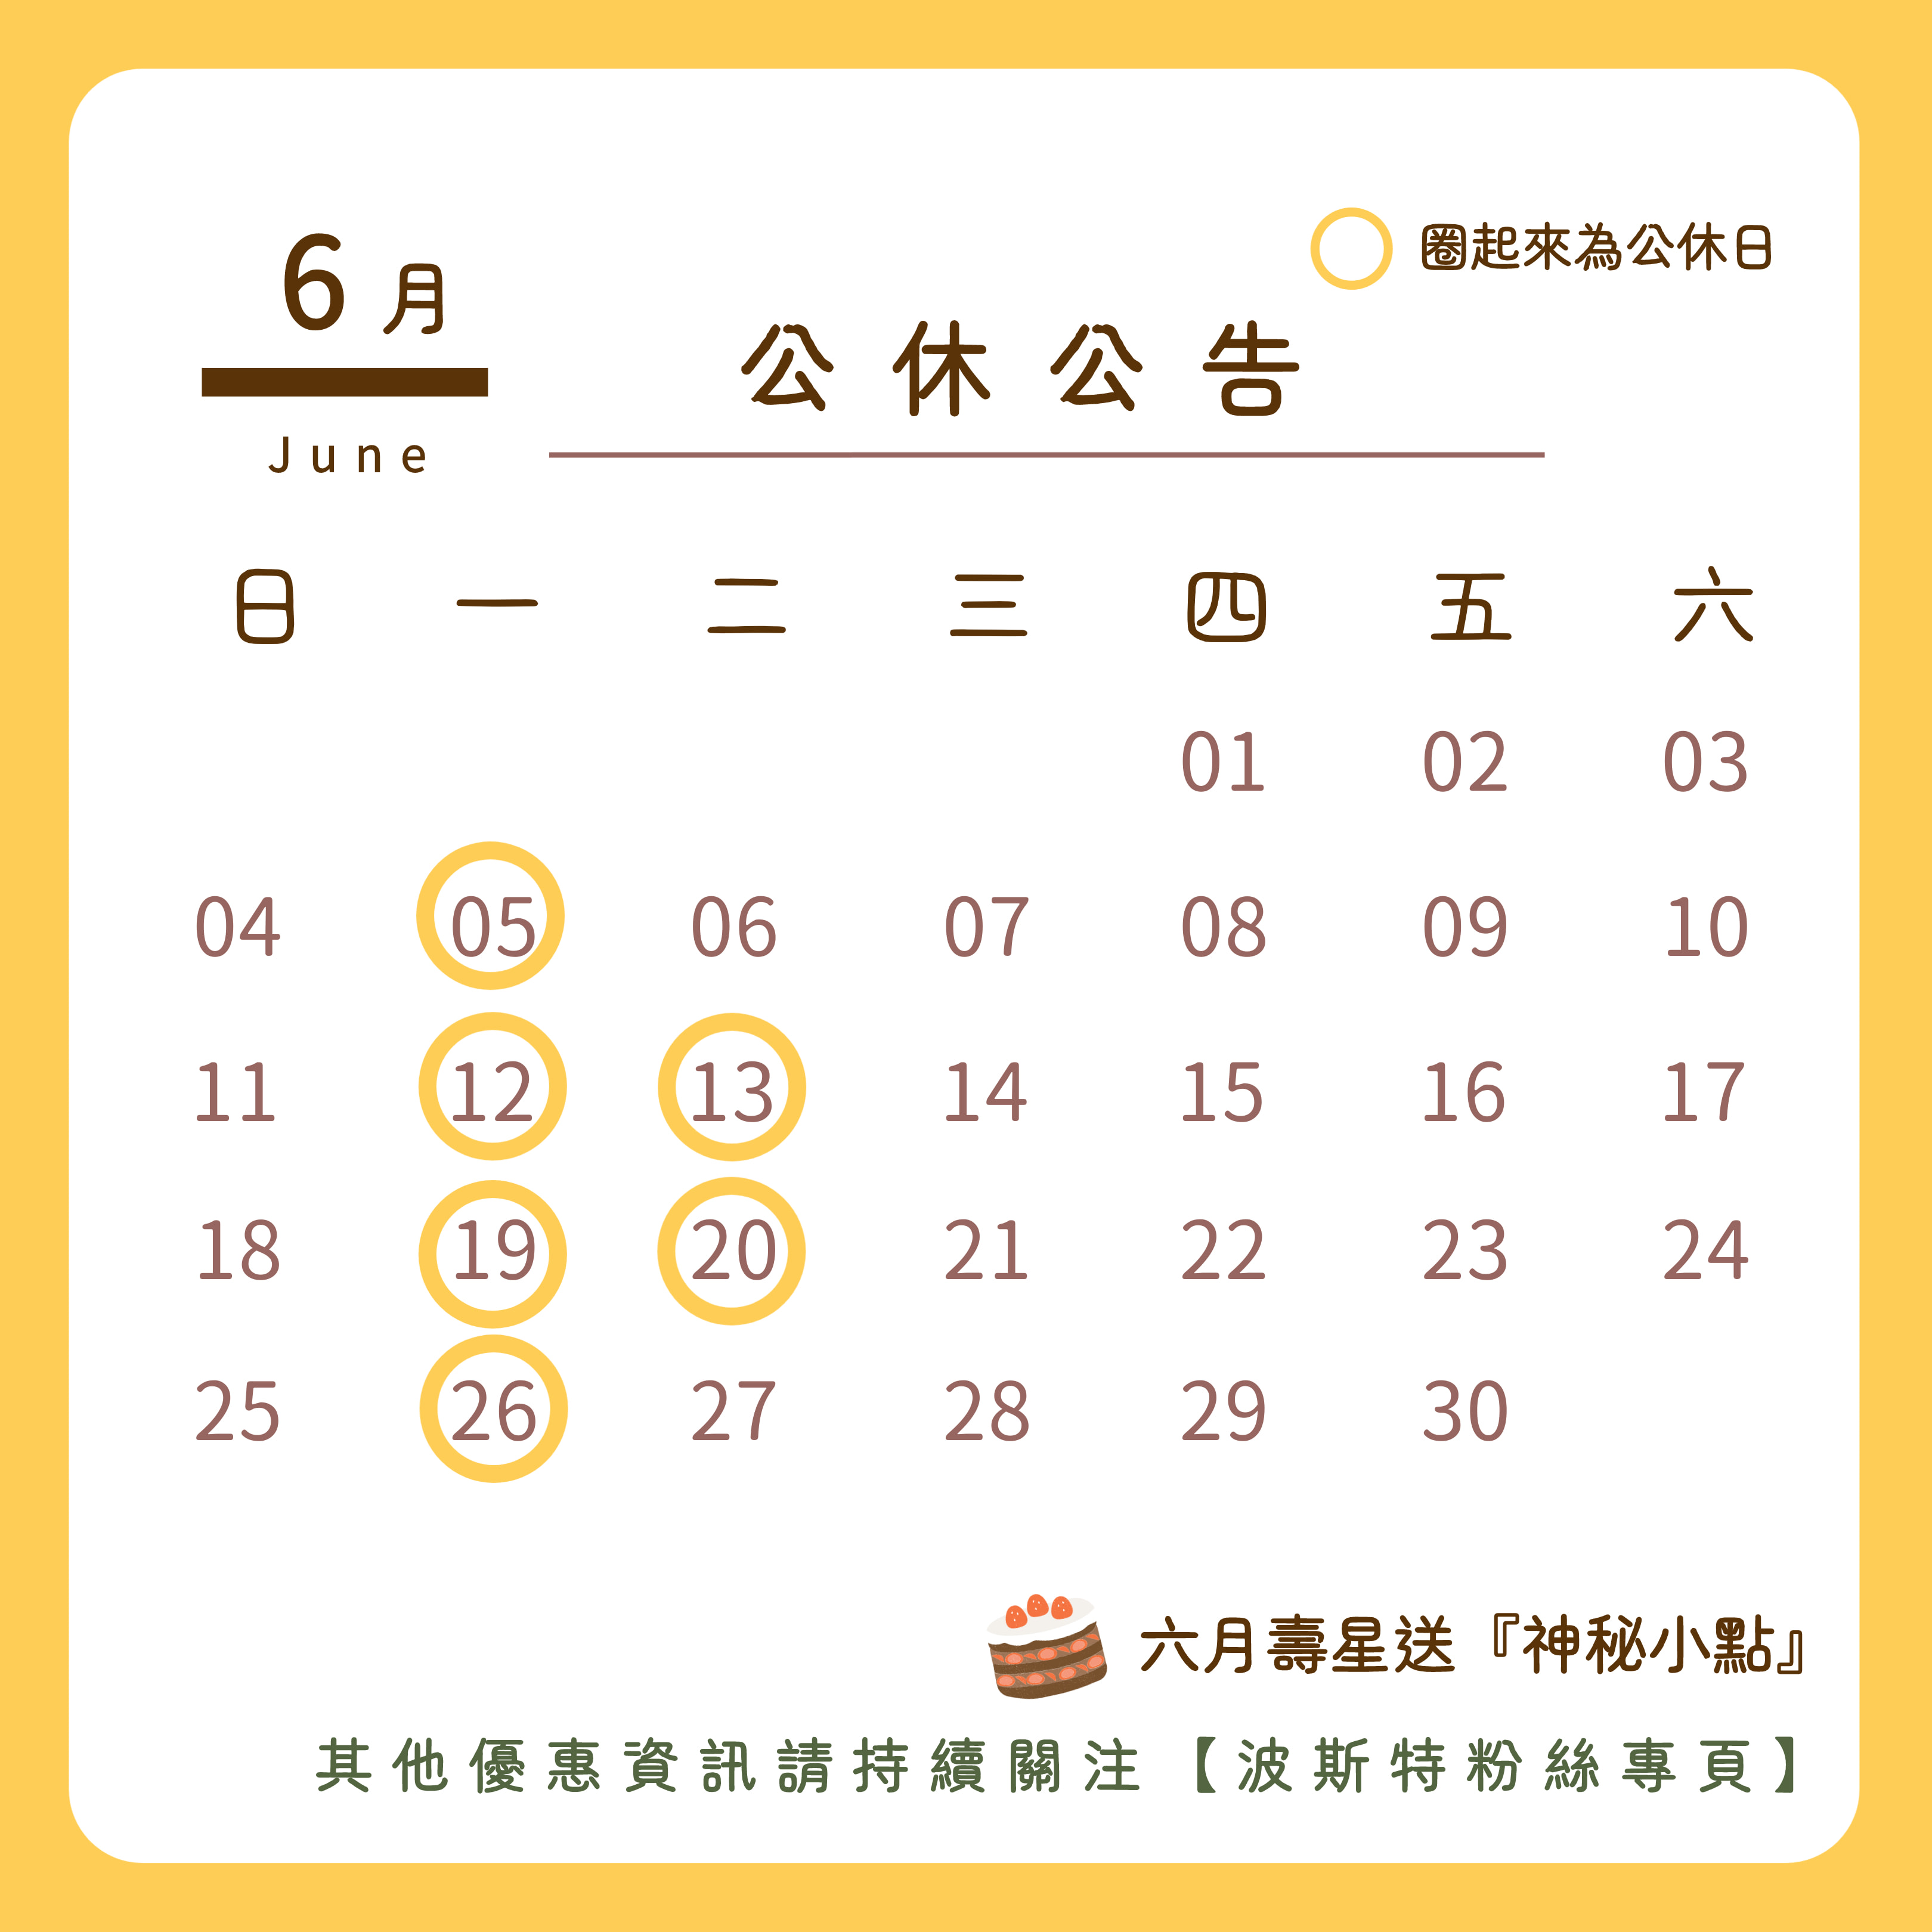 圈起來為公休日
6月
公休公告
June
日 一 二 三 四 五 六
01 02 03
04 05 06 07 08 09 10
11 12 13 14 15 16 17
18 19 20 21 22 23 24
25 26 27 28 29 30
六月壽星送『神秘小點』
其他優惠資訊請持續關注【波斯特粉絲專頁】